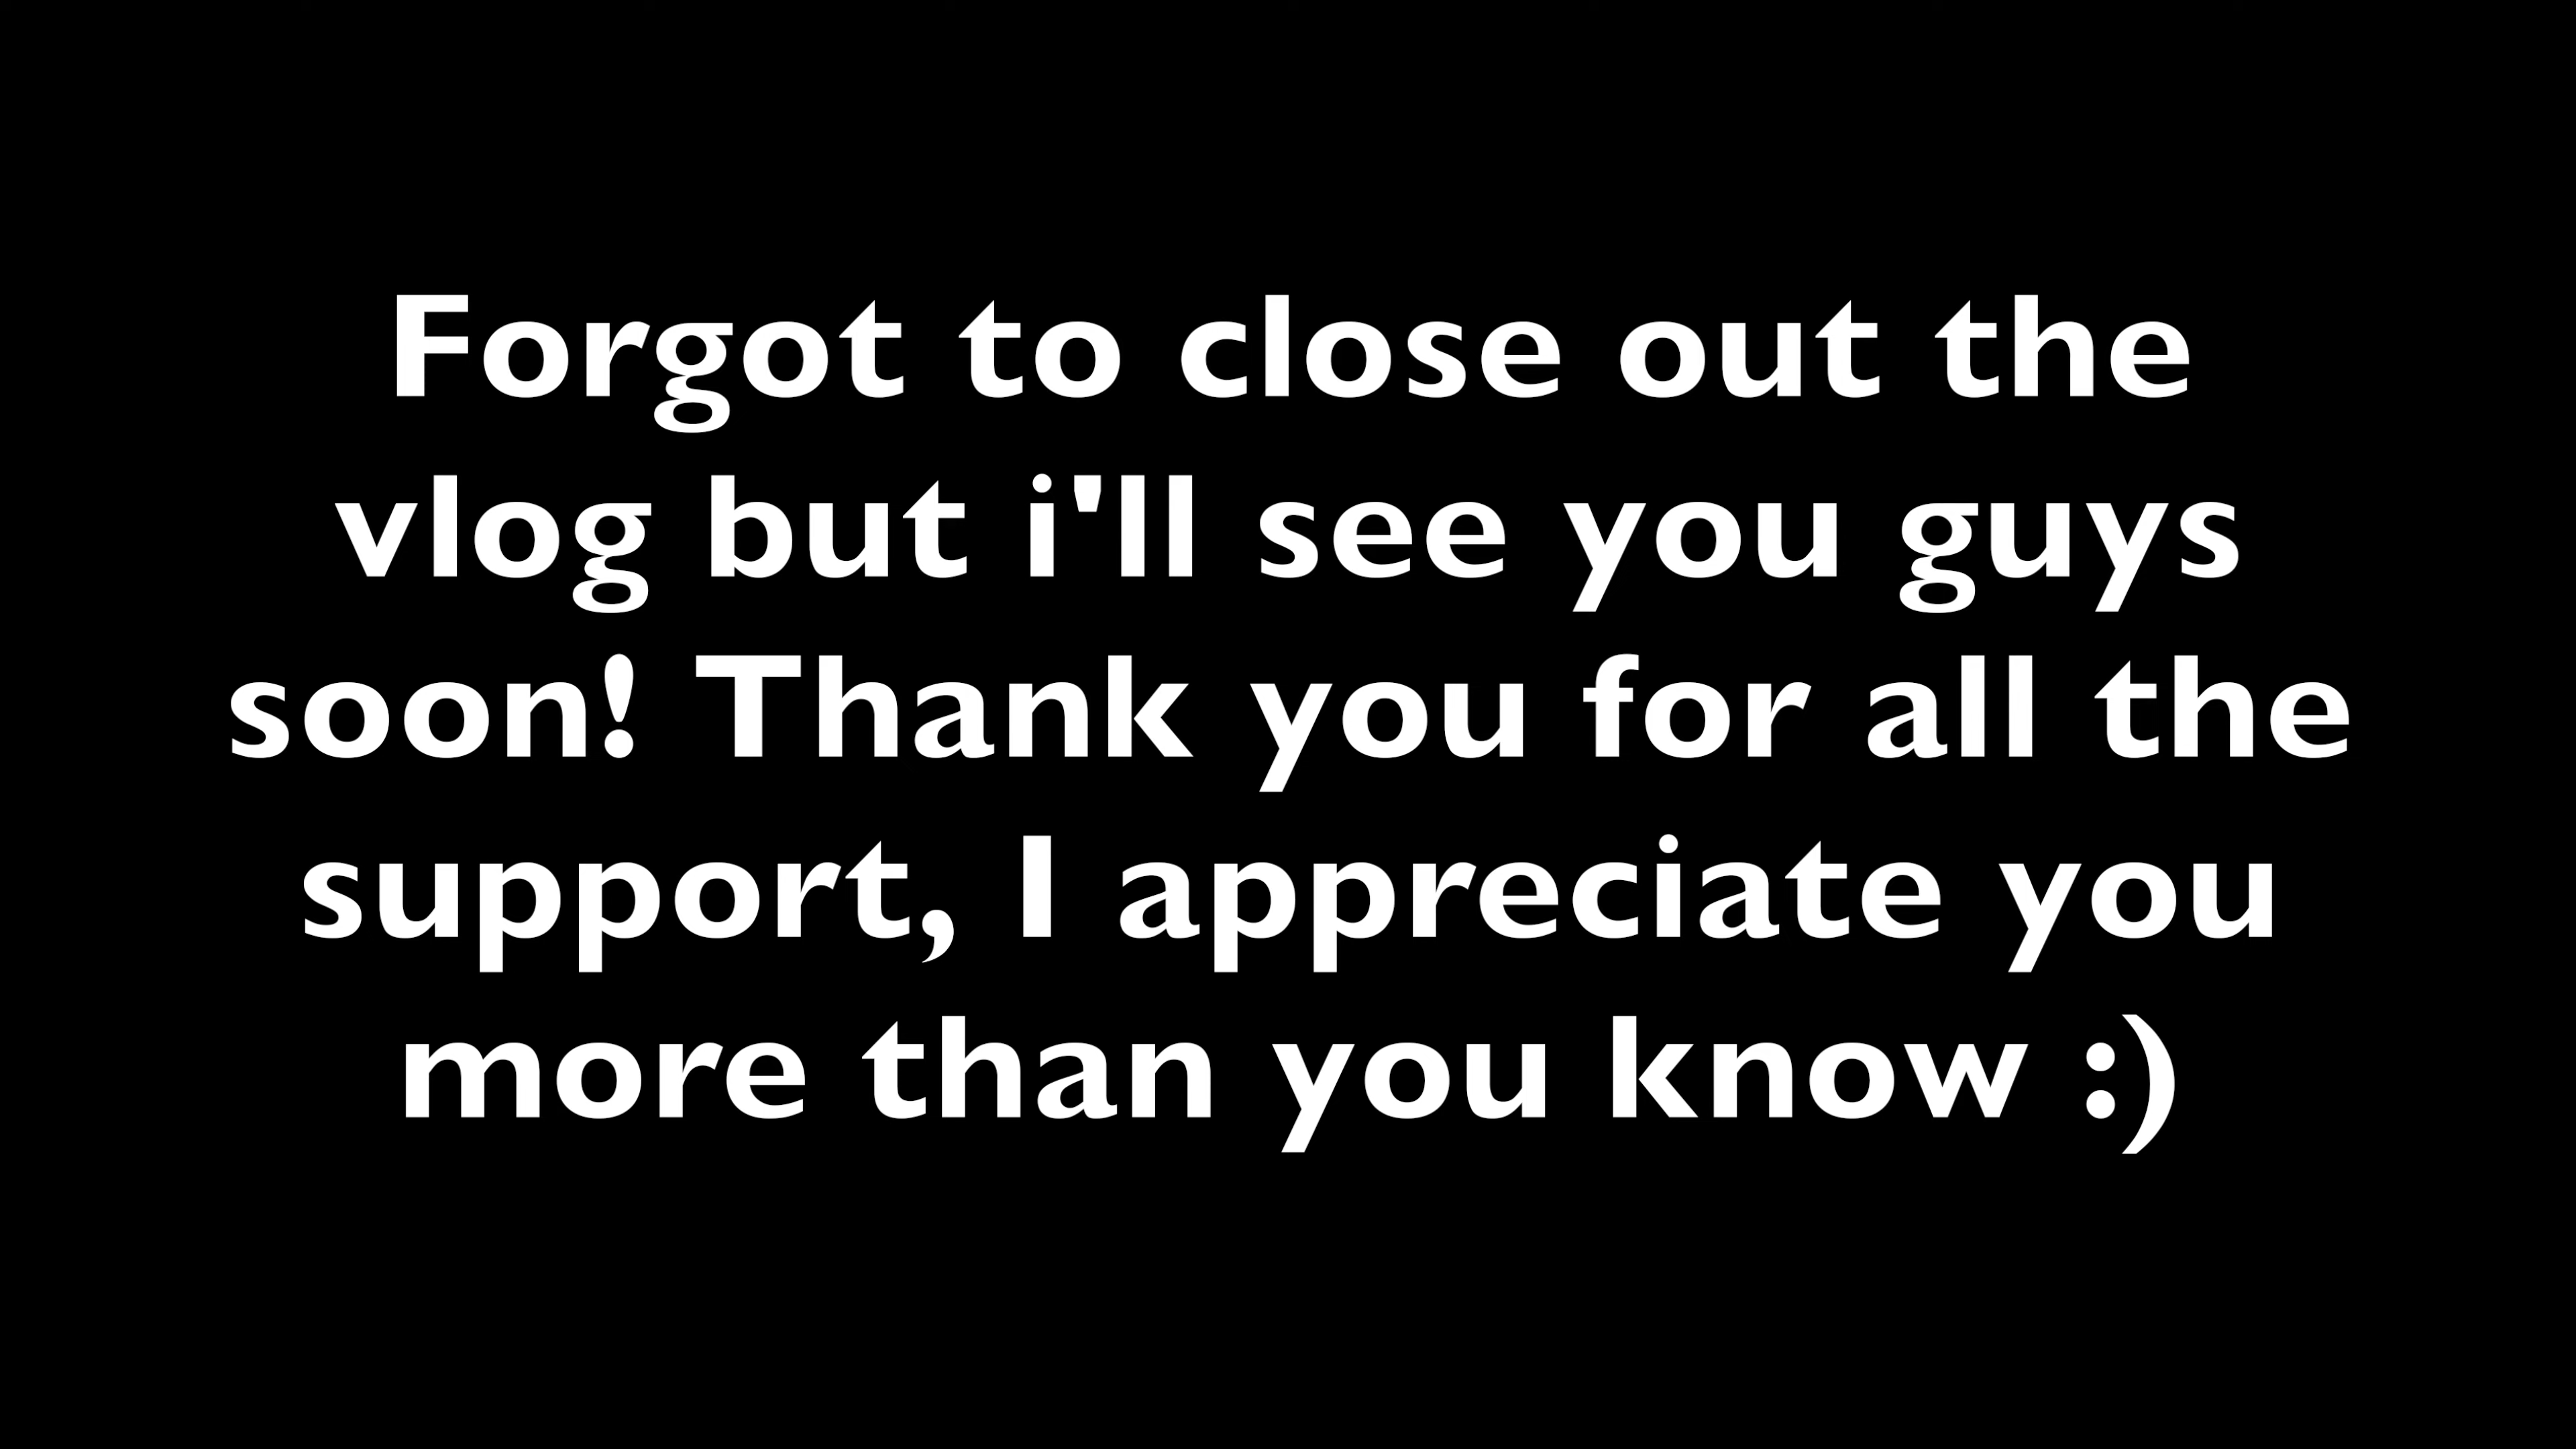 Forgot to close out the
vlog but i'll see you guys
soon! Thank you for all the
support, I appreciate you
more than you know :)